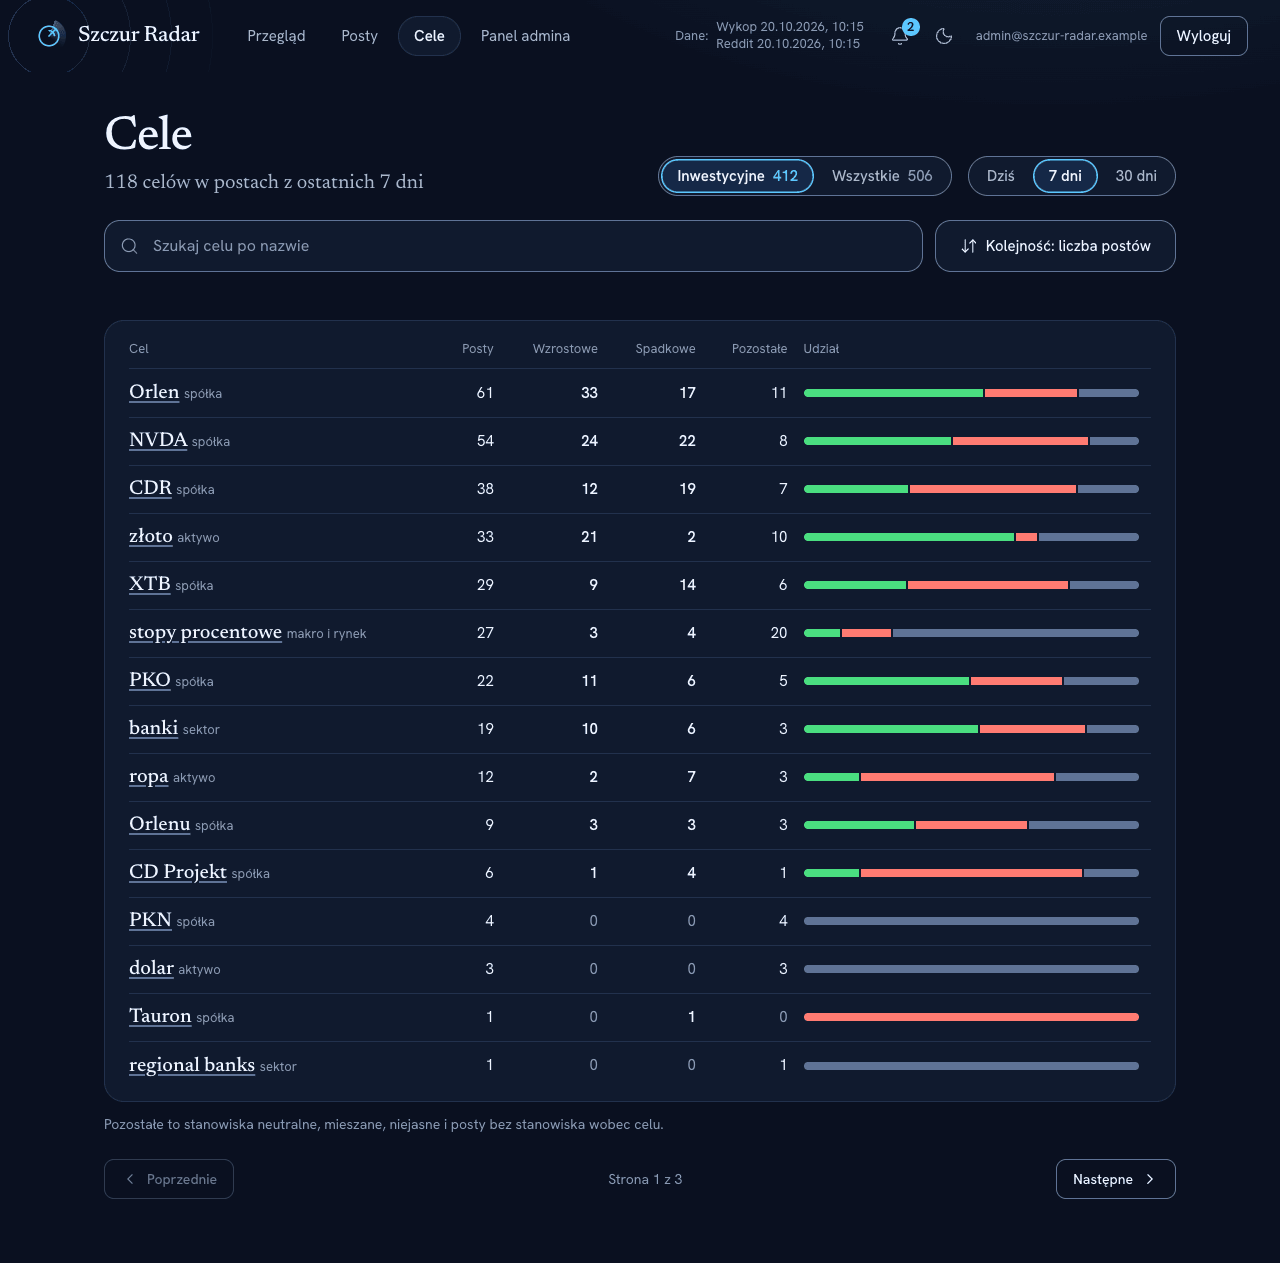 Szczur Radar
Przegląd
Posty
Cele
Panel admina
Dane: Wykop 20.10.2026, 10:15
Reddit 20.10.2026, 10:15
2
admin@szczur-radar.example
Wyloguj
Cele
118 celów w postach z ostatnich 7 dni
Inwestycyjne 412
Wszystkie 506
Dziś
7 dni
30 dni
Szukaj celu po nazwie
Kolejność: liczba postów
Cel Posty Wzrostowe Spadkowe Pozostałe Udział
Orlen spółka 61 33 17 11
NVDA spółka 54 24 22 8
CDR spółka 38 12 19 7
złoto aktywo 33 21 2 10
XTB spółka 29 9 14 6
stopy procentowe makro i rynek 27 3 4 20
PKO spółka 22 11 6 5
banki sektor 19 10 6 3
ropa aktywo 12 2 7 3
Orlenu spółka 9 3 3 3
CD Projekt spółka 6 1 4 1
PKN spółka 4 0 0 4
dolar aktywo 3 0 0 3
Tauron spółka 1 0 1 0
regional banks sektor 1 0 0 1
Pozostałe to stanowiska neutralne, mieszane, niejasne i posty bez stanowiska wobec celu.
Poprzednie
Strona 1 z 3
Następne